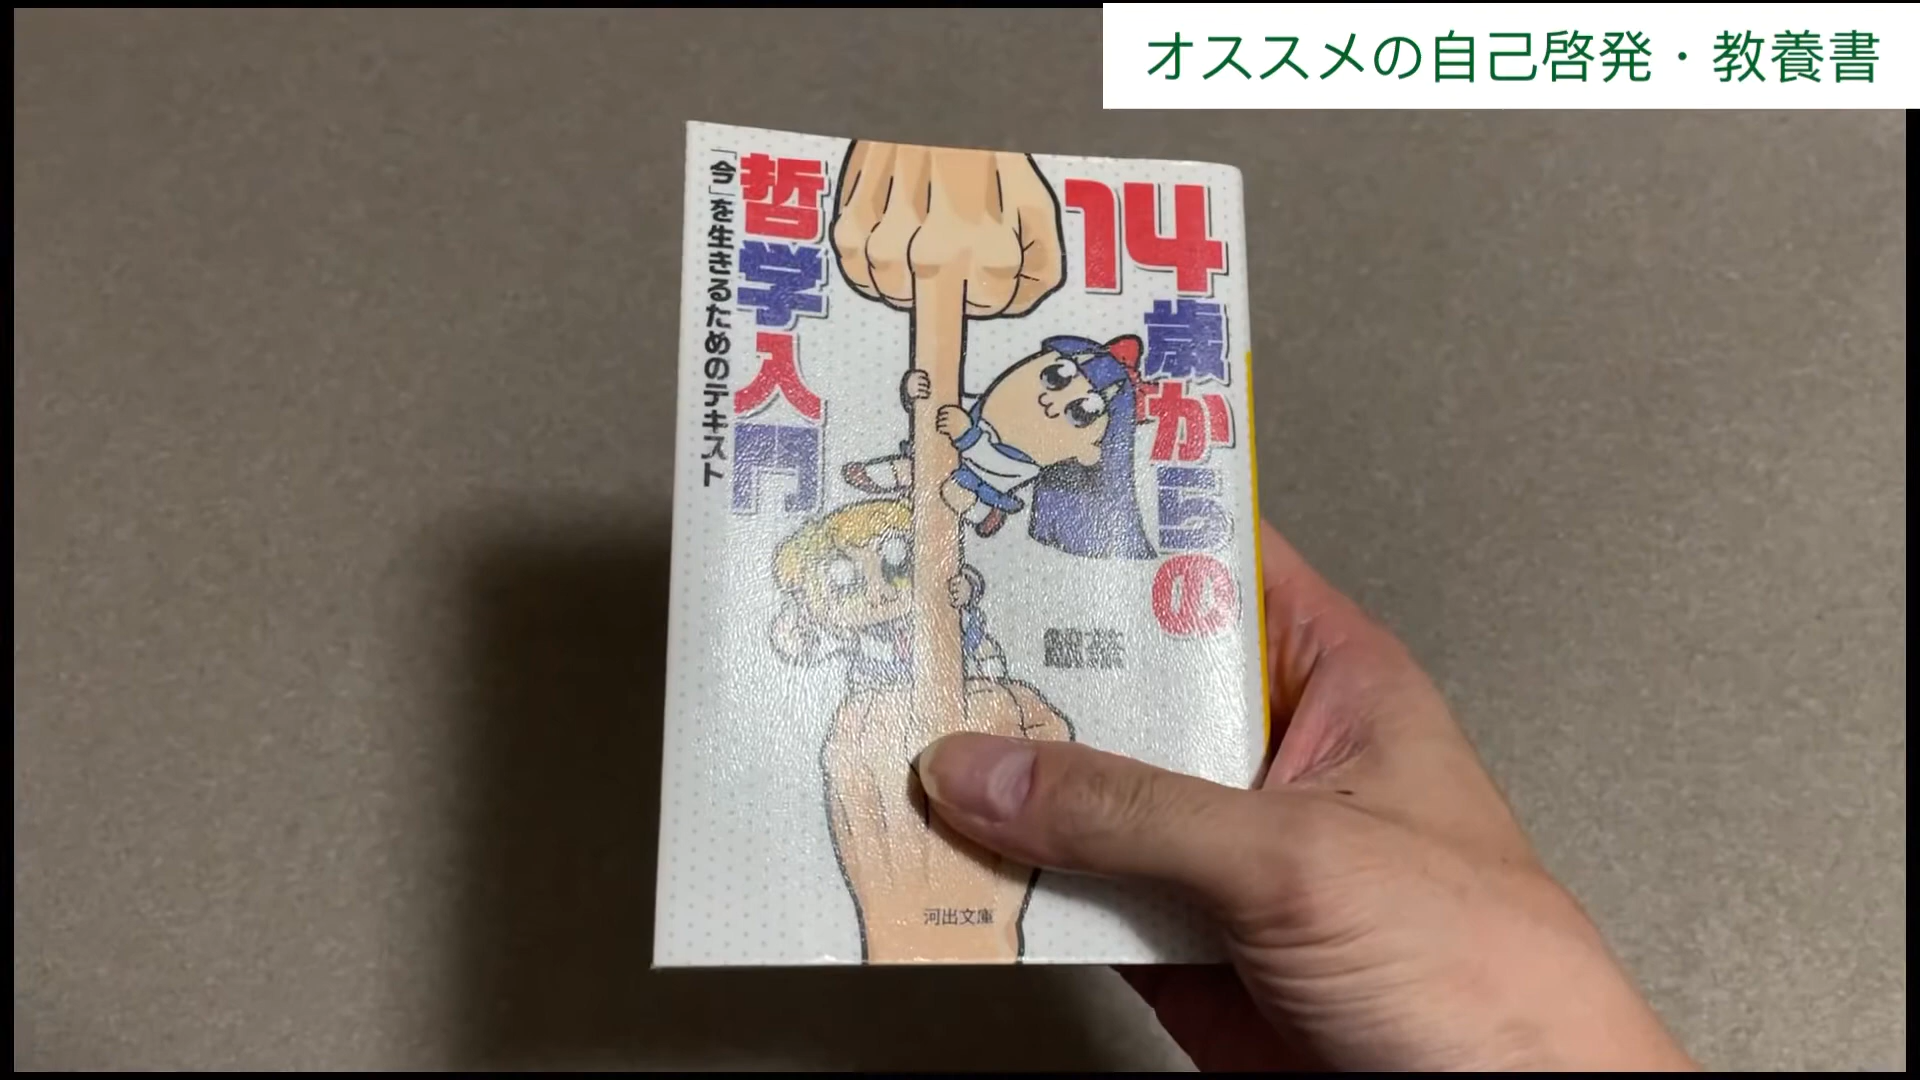 オススメの自己啓発・教養書
14歳からの
哲学入門
「今」を生きるためのテキスト
飲茶
河出文庫